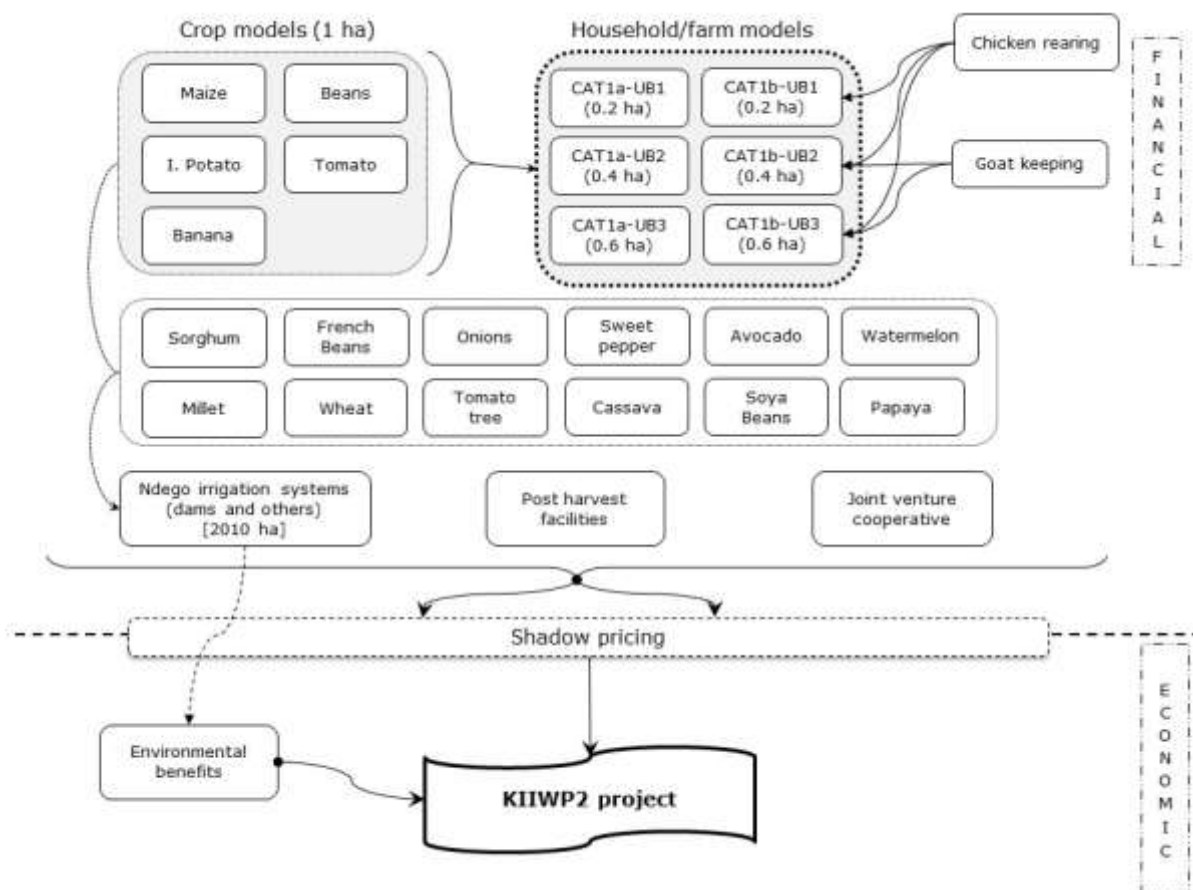 Crop models (1 ha)
Household/farm models
Maize
Beans
I. Potato
Tomato
Banana
CAT1a-UB1
(0.2 ha)
CAT1b-UB1
(0.2 ha)
CAT1a-UB2
(0.4 ha)
CAT1b-UB2
(0.4 ha)
CAT1a-UB3
(0.6 ha)
CAT1b-UB3
(0.6 ha)
Chicken rearing
Goat keeping
F
I
N
A
N
C
I
A
L
Sorghum
French
Beans
Onions
Sweet
pepper
Avocado
Watermelon
Millet
Wheat
Tomato
tree
Cassava
Soya
Beans
Papaya
Ndego irrigation systems
(dams and others)
[2010 ha]
Post harvest
facilities
Joint venture
cooperative
Shadow pricing
Environmental
benefits
KIIWP2 project
E
C
O
N
O
M
I
C